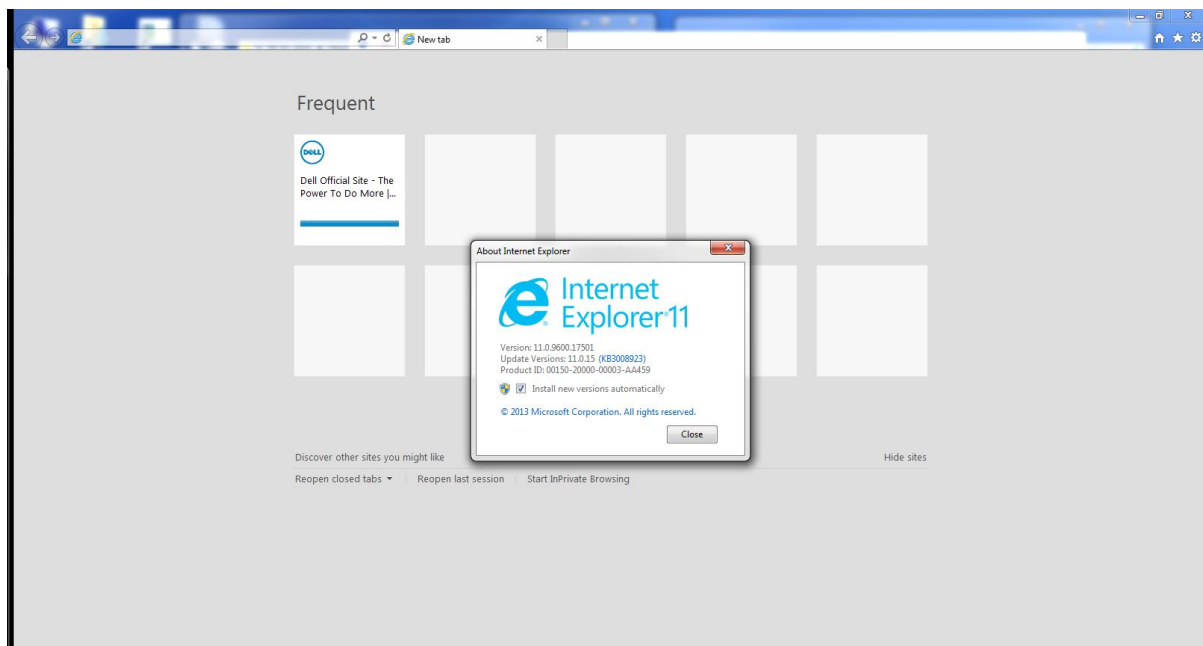 New tab
Frequent
DELL
Dell Official Site - The
Power To Do More |...
About Internet Explorer
Internet
Explorer 11
Version: 11.0.9600.17501
Update Versions: 11.0.15 (KB3008923)
Product ID: 00150-20000-00003-AA459
Install new versions automatically
© 2013 Microsoft Corporation. All rights reserved.
Close
Discover other sites you might like
Hide sites
Reopen closed tabs
Reopen last session
Start InPrivate Browsing